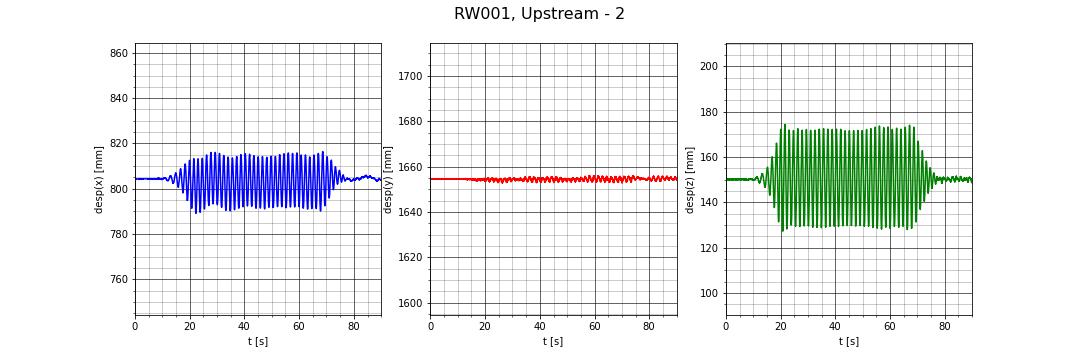 RW001, Upstream - 2
desp(x) [mm]
860
840
820
800
780
760
0 20 40 60 80
t [s]
desp(y) [mm]
1700
1680
1660
1640
1620
1600
0 20 40 60 80
t [s]
desp(z) [mm]
200
180
160
140
120
100
0 20 40 60 80
t [s]